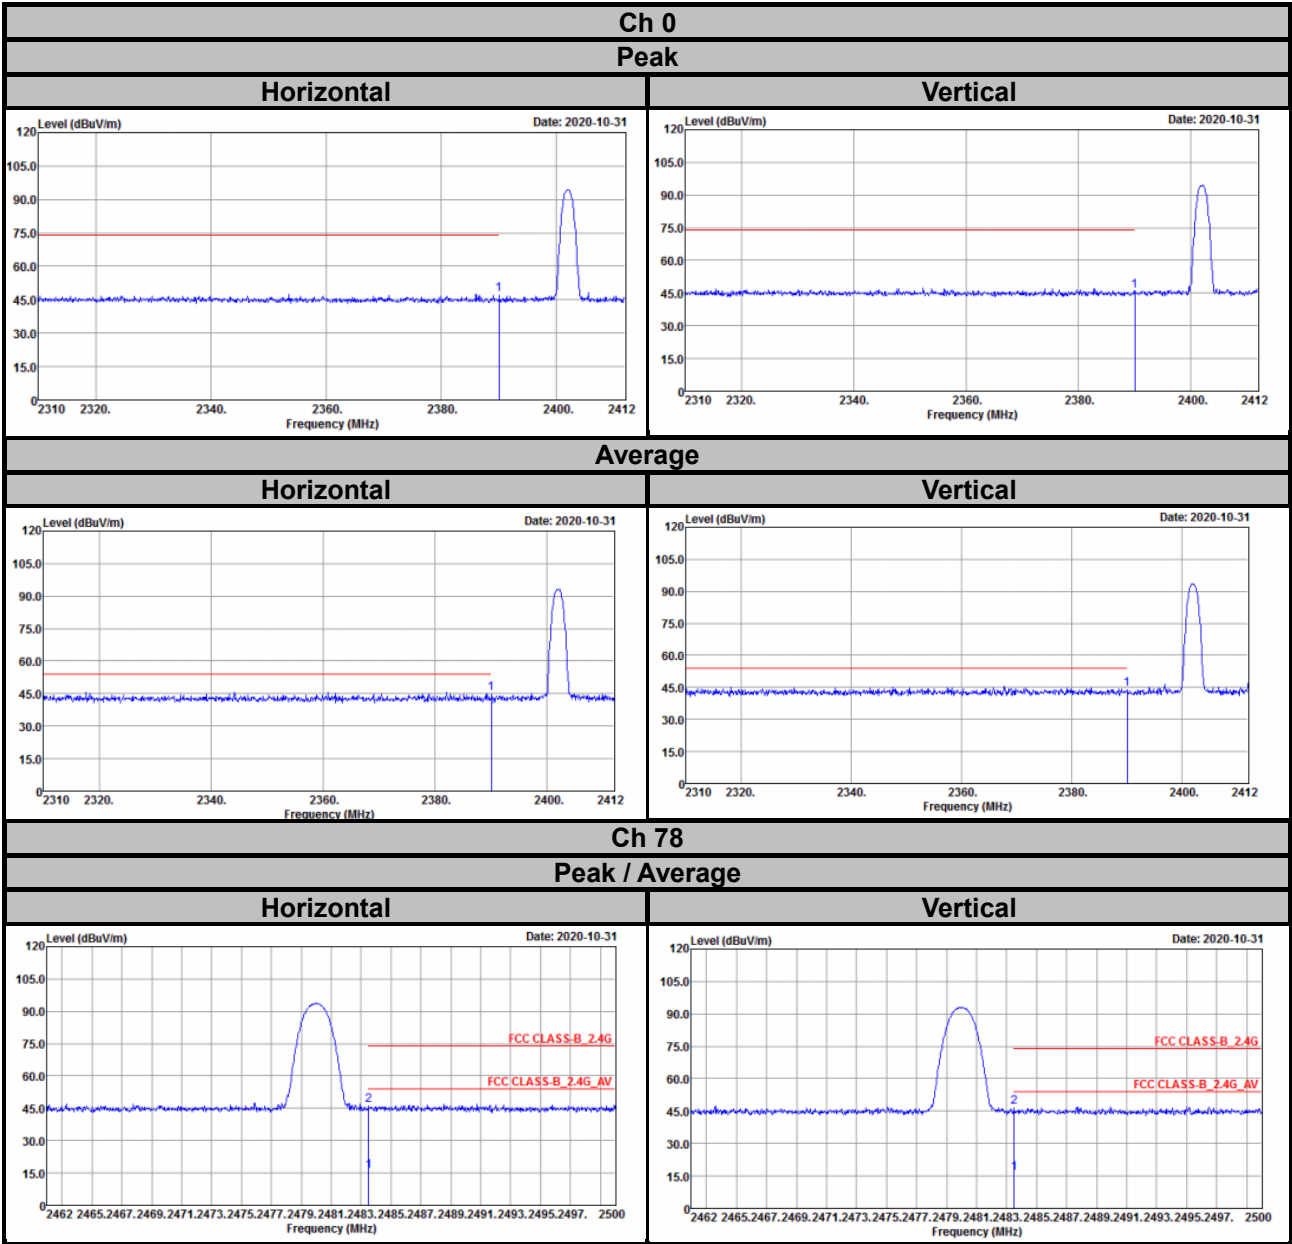 Ch 0
Peak
Horizontal Vertical
Level (dBuV/m) Date: 2020-10-31
120
105.0
90.0
75.0
60.0
45.0
30.0
15.0
0
1
2310 2320. 2340. 2360. 2380. 2400. 2412
Frequency (MHz)
Level (dBuV/m) Date: 2020-10-31
120
105.0
90.0
75.0
60.0
45.0
30.0
15.0
0
1
2310 2320. 2340. 2360. 2380. 2400. 2412
Frequency (MHz)
Average
Horizontal Vertical
Level (dBuV/m) Date: 2020-10-31
120
105.0
90.0
75.0
60.0
45.0
30.0
15.0
0
1
2310 2320. 2340. 2360. 2380. 2400. 2412
Frequency (MHz)
Level (dBuV/m) Date: 2020-10-31
120
105.0
90.0
75.0
60.0
45.0
30.0
15.0
0
1
2310 2320. 2340. 2360. 2380. 2400. 2412
Frequency (MHz)
Ch 78
Peak / Average
Horizontal Vertical
Level (dBuV/m) Date: 2020-10-31
120
105.0
90.0
75.0
60.0
45.0
30.0
15.0
0
FCC CLASS-B_2.4G
FCC CLASS-B_2.4G_AV
2
1
2462 2465.2467.2469.2471.2473.2475.2477.2479.2481.2483.2485.2487.2489.2491.2493.2495.2497. 2500
Frequency (MHz)
Level (dBuV/m) Date: 2020-10-31
120
105.0
90.0
75.0
60.0
45.0
30.0
15.0
0
FCC CLASS-B_2.4G
FCC CLASS-B_2.4G_AV
2
1
2462 2465.2467.2469.2471.2473.2475.2477.2479.2481.2483.2485.2487.2489.2491.2493.2495.2497. 2500
Frequency (MHz)